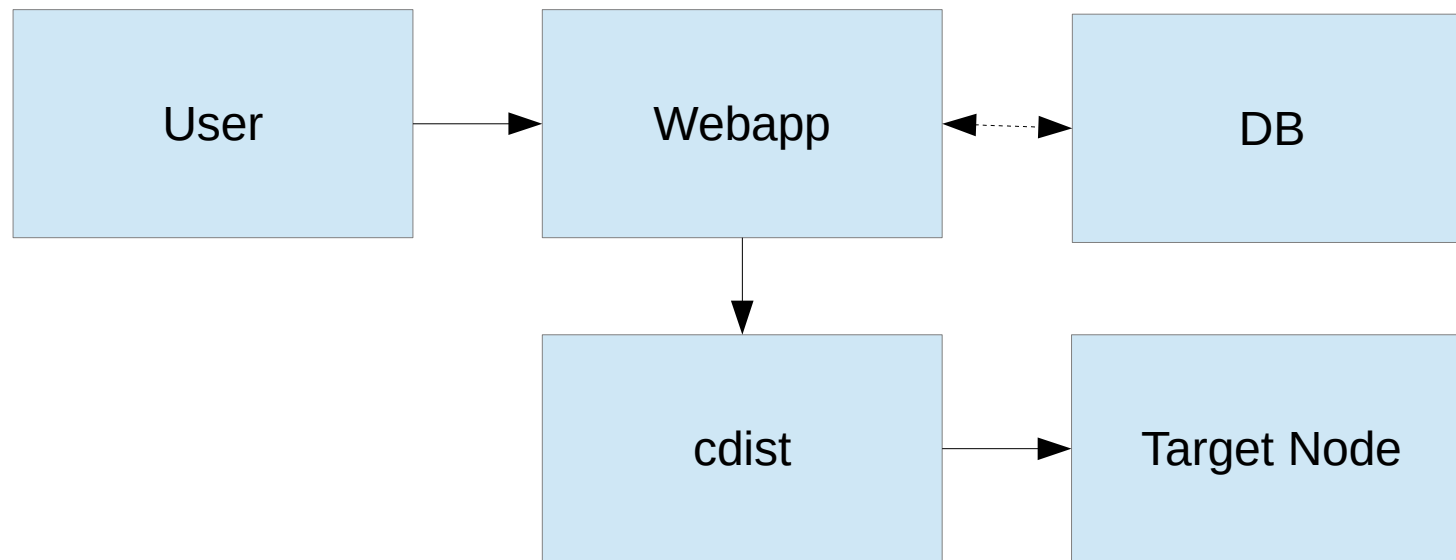 User
Webapp
DB
cdist
Target Node